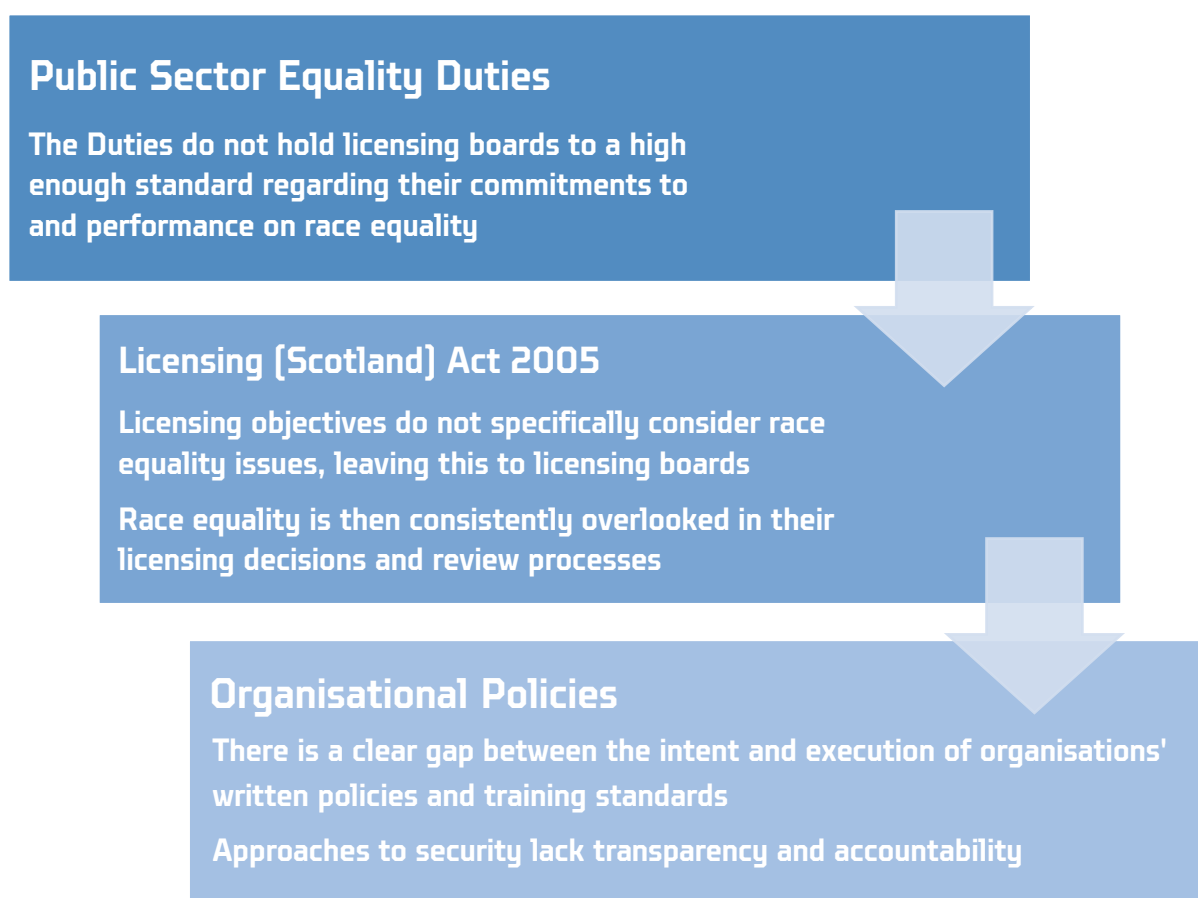 Public Sector Equality Duties
The Duties do not hold licensing boards to a high
enough standard regarding their commitments to
and performance on race equality
Licensing (Scotland) Act 2005
Licensing objectives do not specifically consider race
equality issues, leaving this to licensing boards
Race equality is then consistently overlooked in their
licensing decisions and review processes
Organisational Policies
There is a clear gap between the intent and execution of organisations'
written policies and training standards
Approaches to security lack transparency and accountability